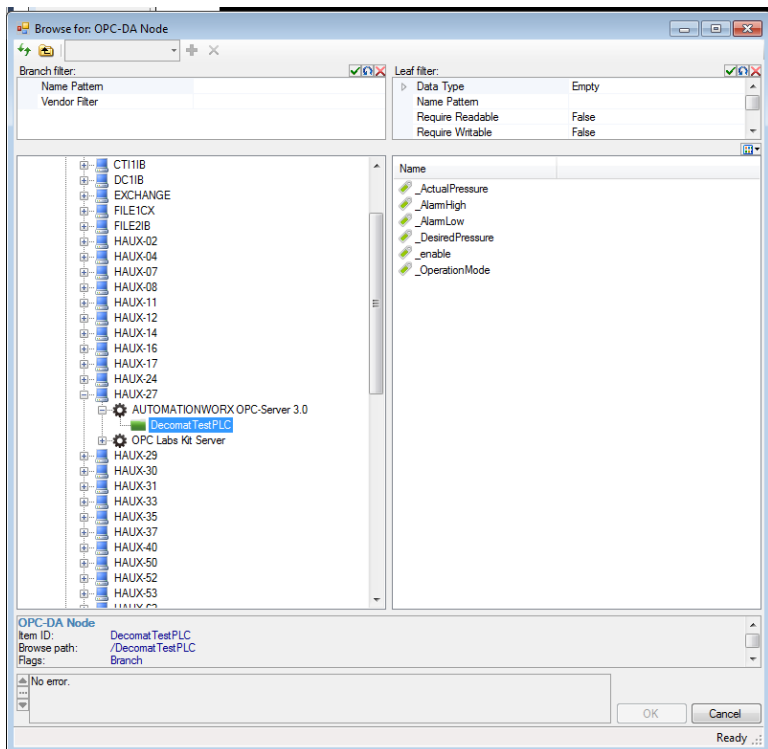 Browse for: OPC-DA Node
Branch filter:
Name Pattern
Vendor Filter
Leaf filter:
Data Type Empty
Name Pattern
Require Readable False
Require Writable False
CTI1IB
DC1IB
EXCHANGE
FILE1CX
FILE2IB
HAUX-02
HAUX-04
HAUX-07
HAUX-08
HAUX-11
HAUX-12
HAUX-14
HAUX-16
HAUX-17
HAUX-24
HAUX-27
AUTOMATIONWORX OPC-Server 3.0
DecomatTestPLC
OPC Labs Kit Server
HAUX-29
HAUX-30
HAUX-31
HAUX-33
HAUX-35
HAUX-37
HAUX-40
HAUX-50
HAUX-52
HAUX-53
Name
_ActualPressure
_AlarmHigh
_AlarmLow
_DesiredPressure
_enable
_OperationMode
OPC-DA Node
Item ID: DecomatTestPLC
Browse path: /DecomatTestPLC
Flags: Branch
No error.
OK Cancel
Ready